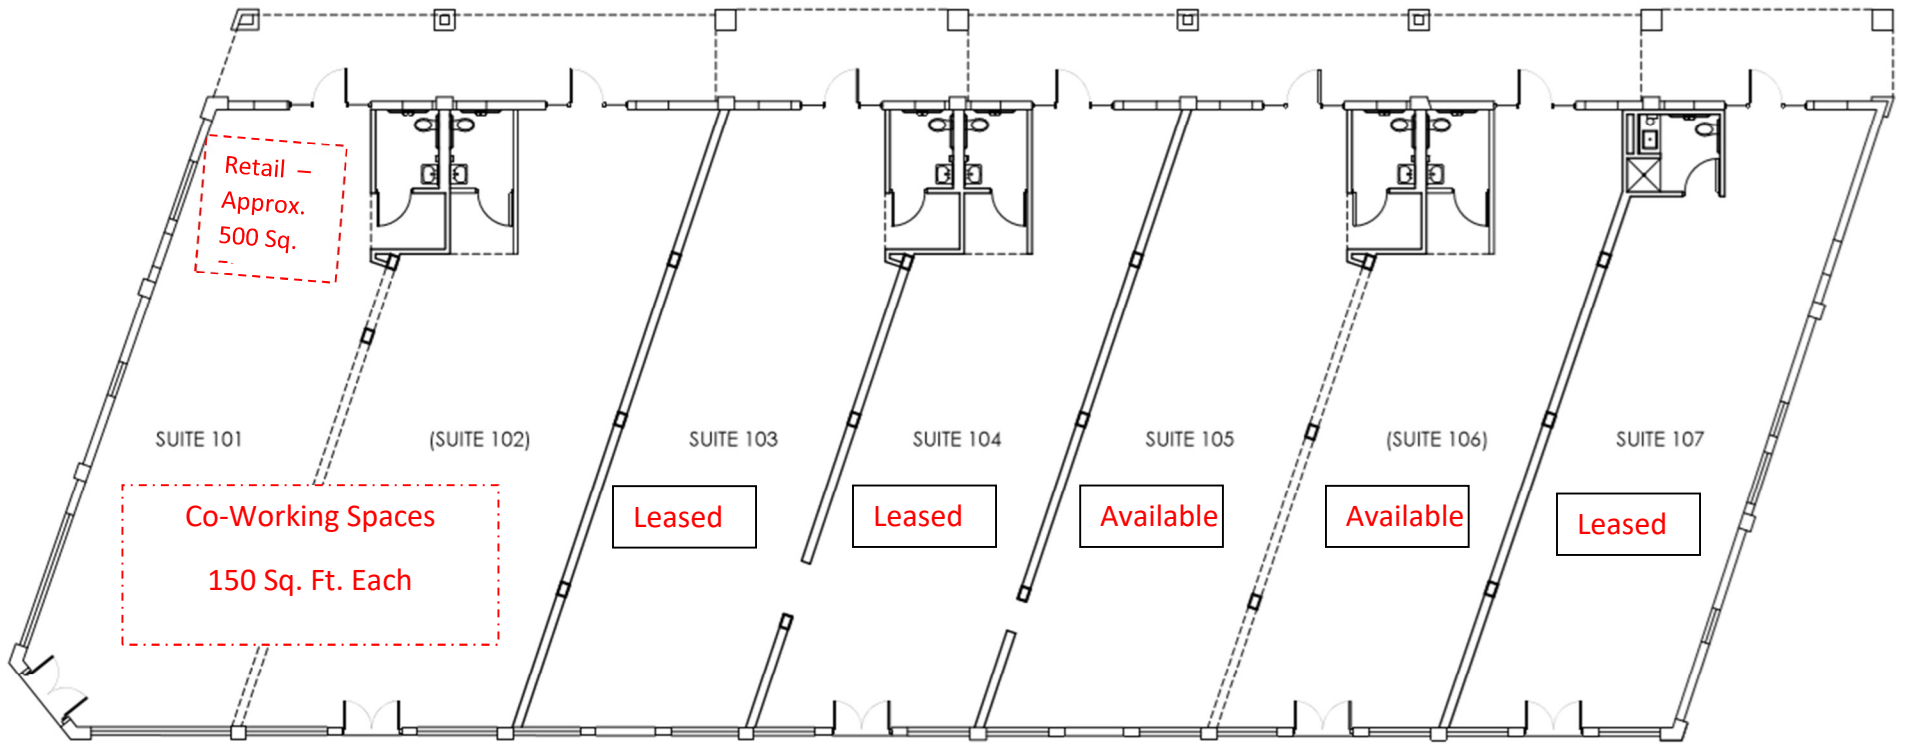 Retail –
Approx.
500 Sq.
SUITE 101
(SUITE 102)
SUITE 103
SUITE 104
SUITE 105
(SUITE 106)
SUITE 107
Co-Working Spaces
150 Sq. Ft. Each
Leased
Leased
Available
Available
Leased